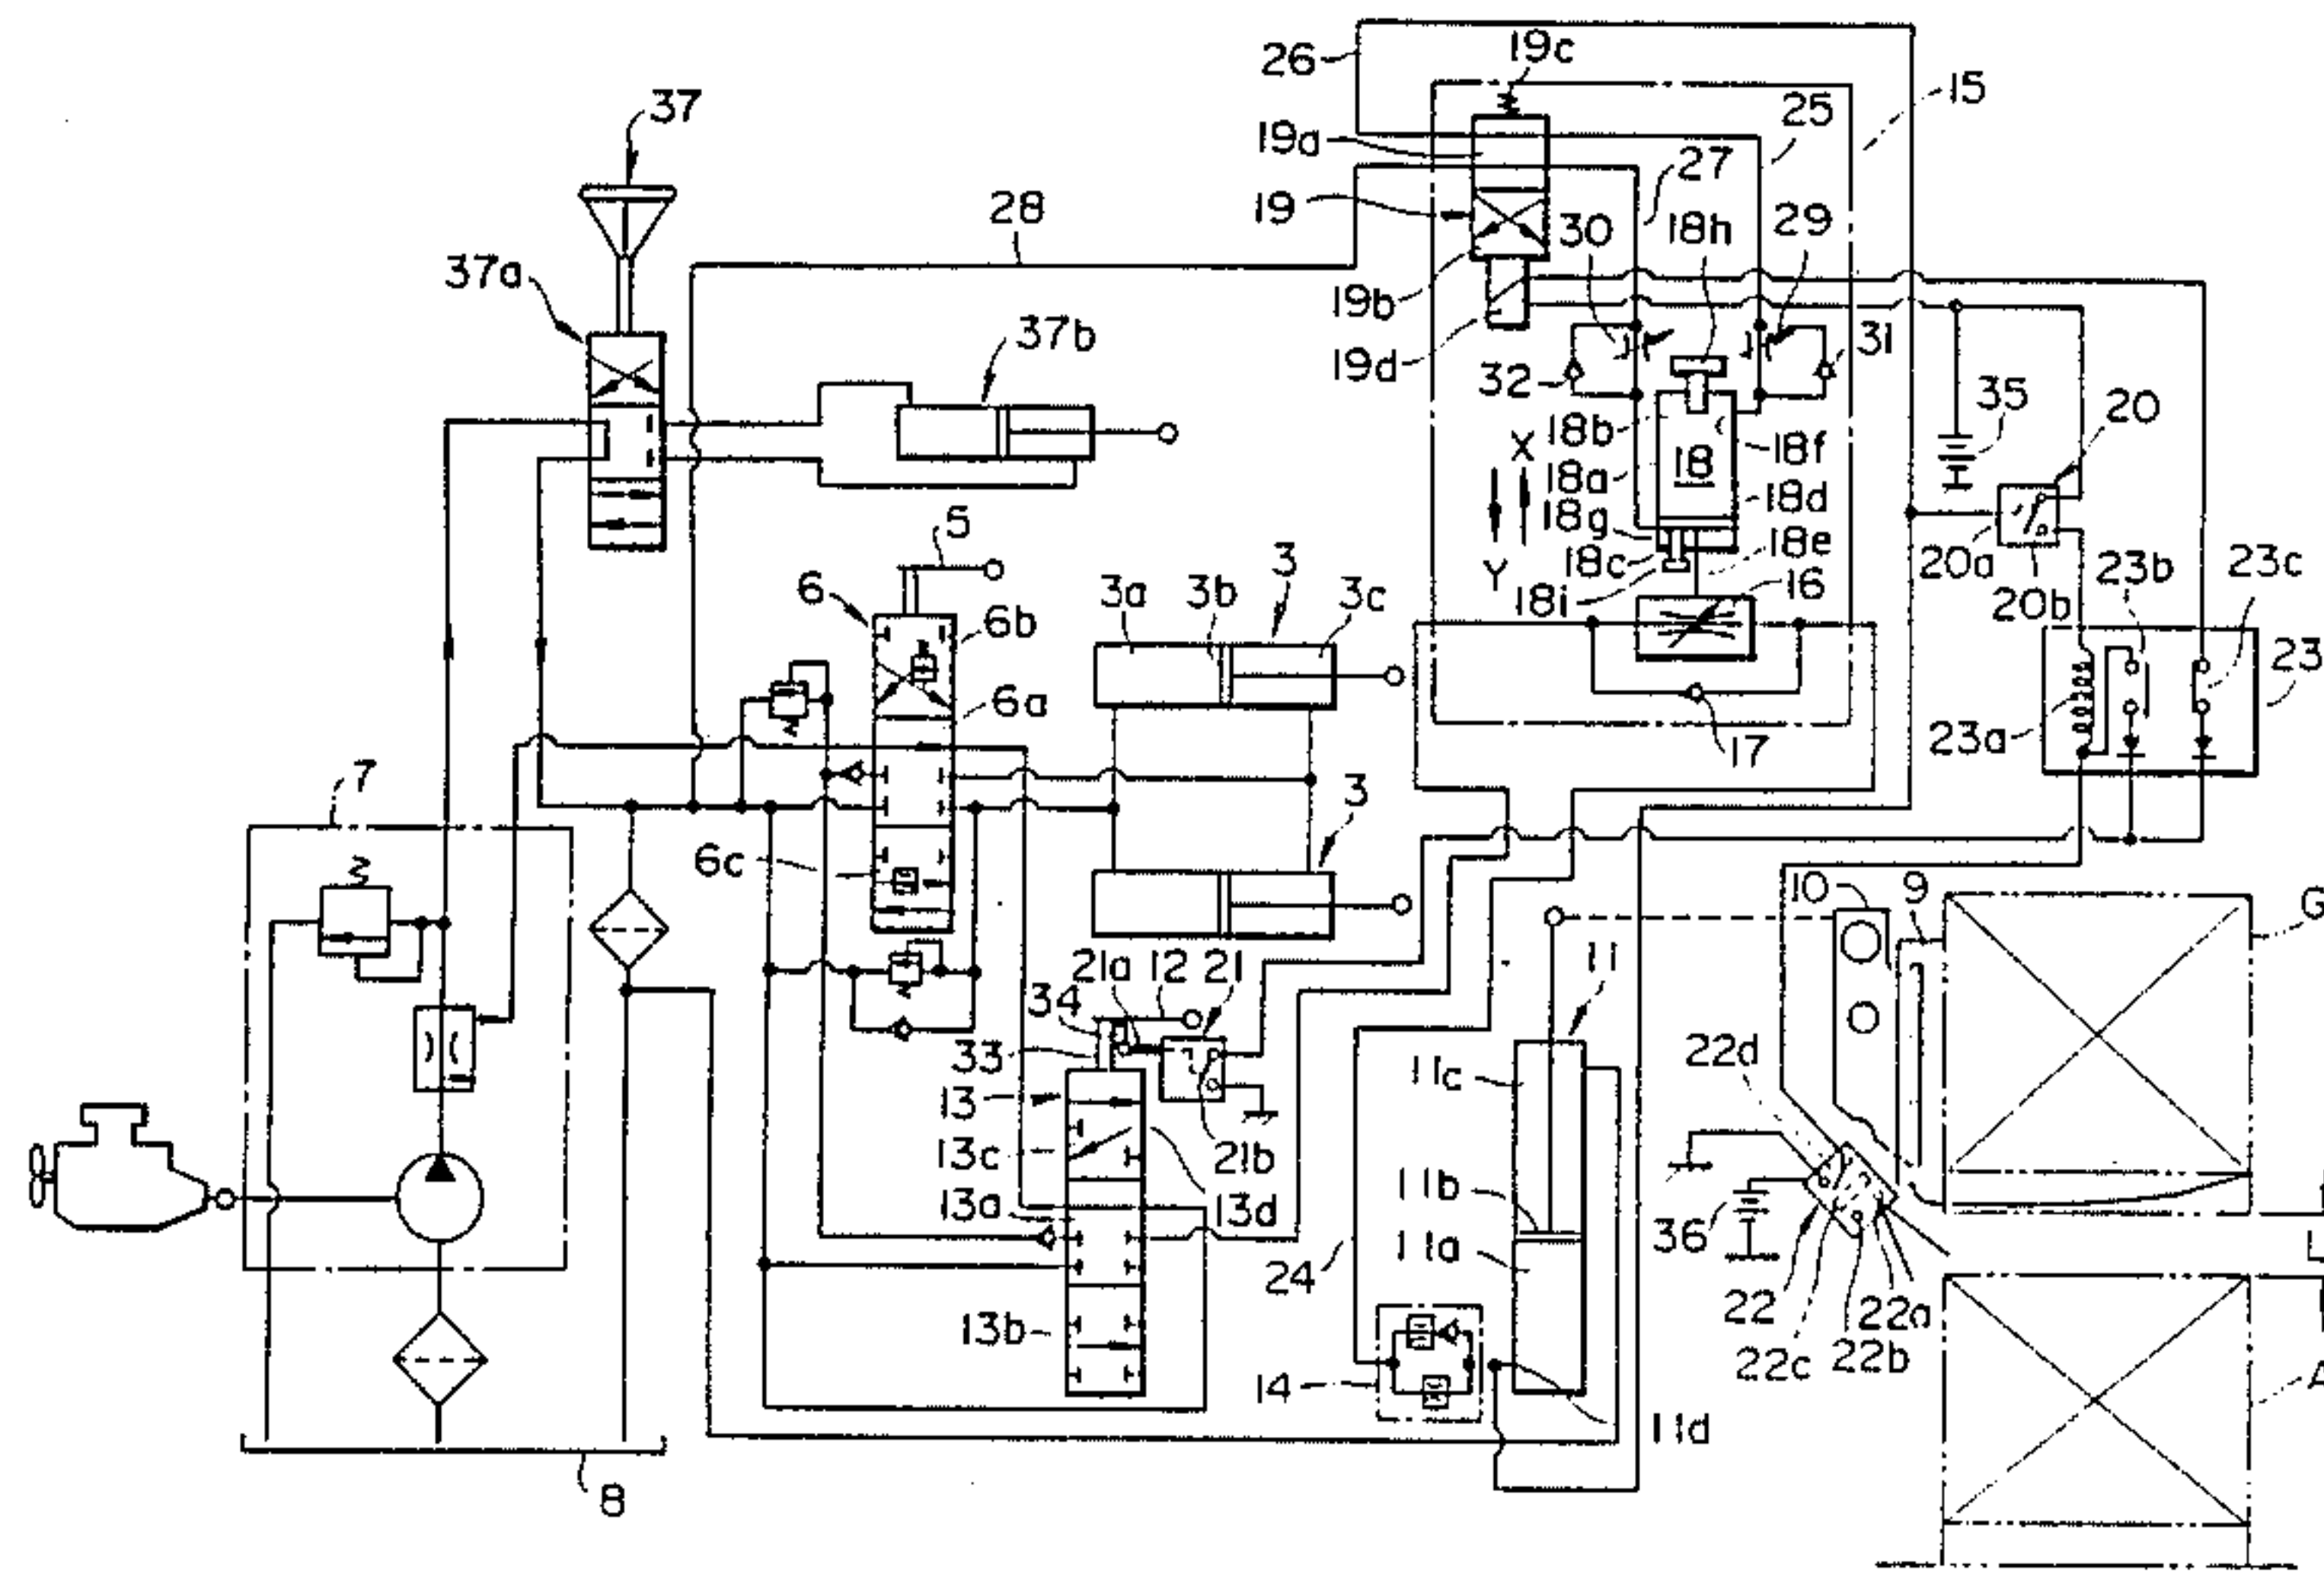 19c
26
15
25
37
19a
27
19
28
30
18h
29
37a
19b
37b
19d
31
32
35
20
X
18b
18f
18
18a
18d
5
18g
Y
18e
3
18c
20a
23b
23c
6
3a
3b
3c
18i
16
20b
6b
23
6a
23a
17
7
3
6c
10
9
G
21a
12
21
11
34
22d
33
11c
13
13c
21b
11b
13a
13d
36
11a
24
22
22a
13b
22c
22b
14
A
11d
8